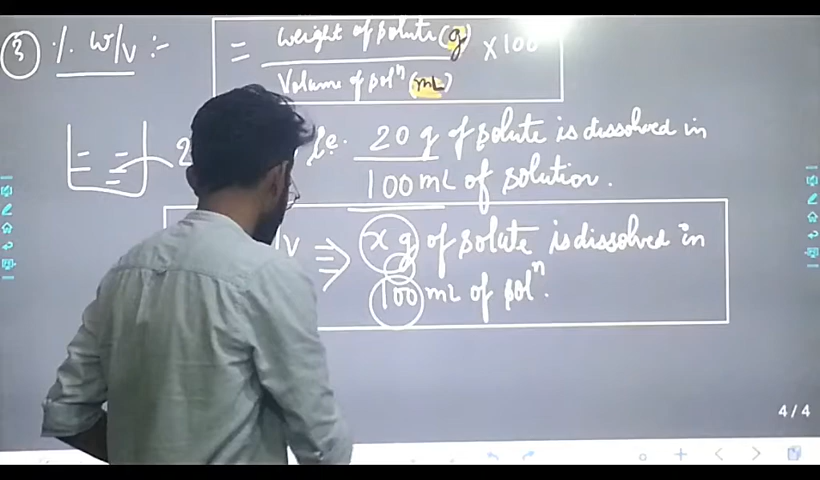 ③ % W/V :- = Weight of solute (g) × 100
Volume of solⁿ (mL)
2 i.e. 20 g of solute is dissolved in
100 mL of solution.
/V ⇒ x g of solute is dissolved in
100 mL of solⁿ.
4/4